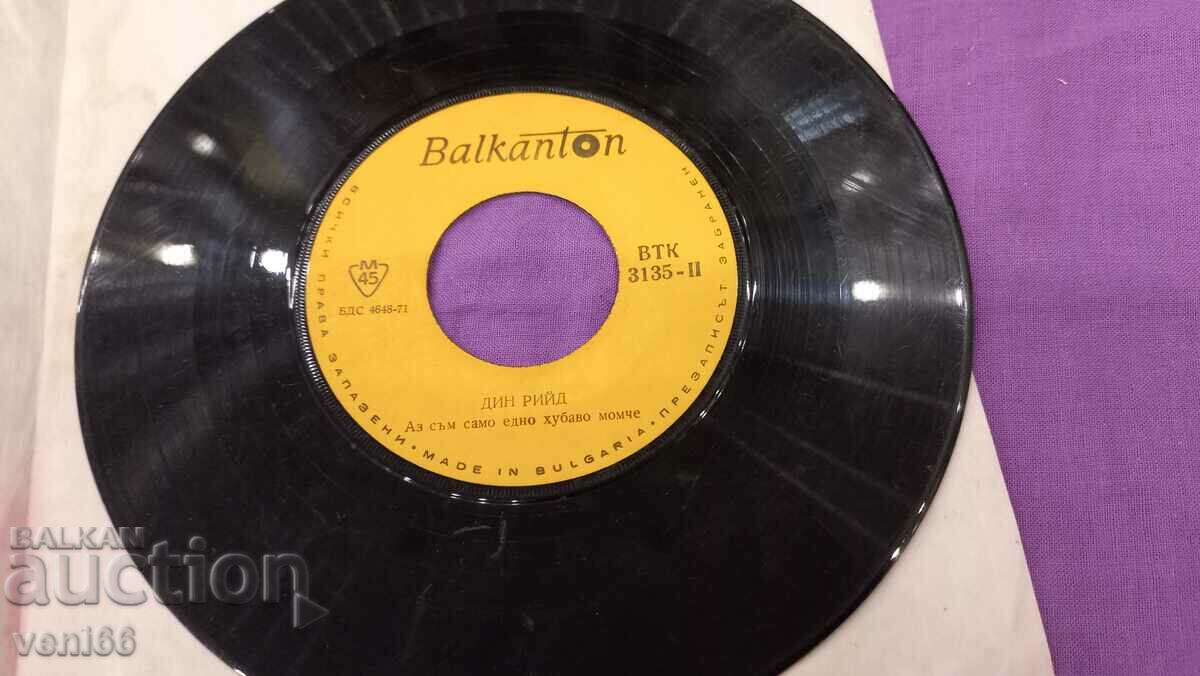 Balkanton
ВСИЧКИ ПРАВА ЗАПАЗЕНИ • MADE IN BULGARIA • ПРЕЗАПИСЪТ ЗАБРАНЕН
М
45
БДС 4648-71
ВТК
3135-II
ДИН РИЙД
Аз съм само едно хубаво момче
BALKAN
auction
veni66